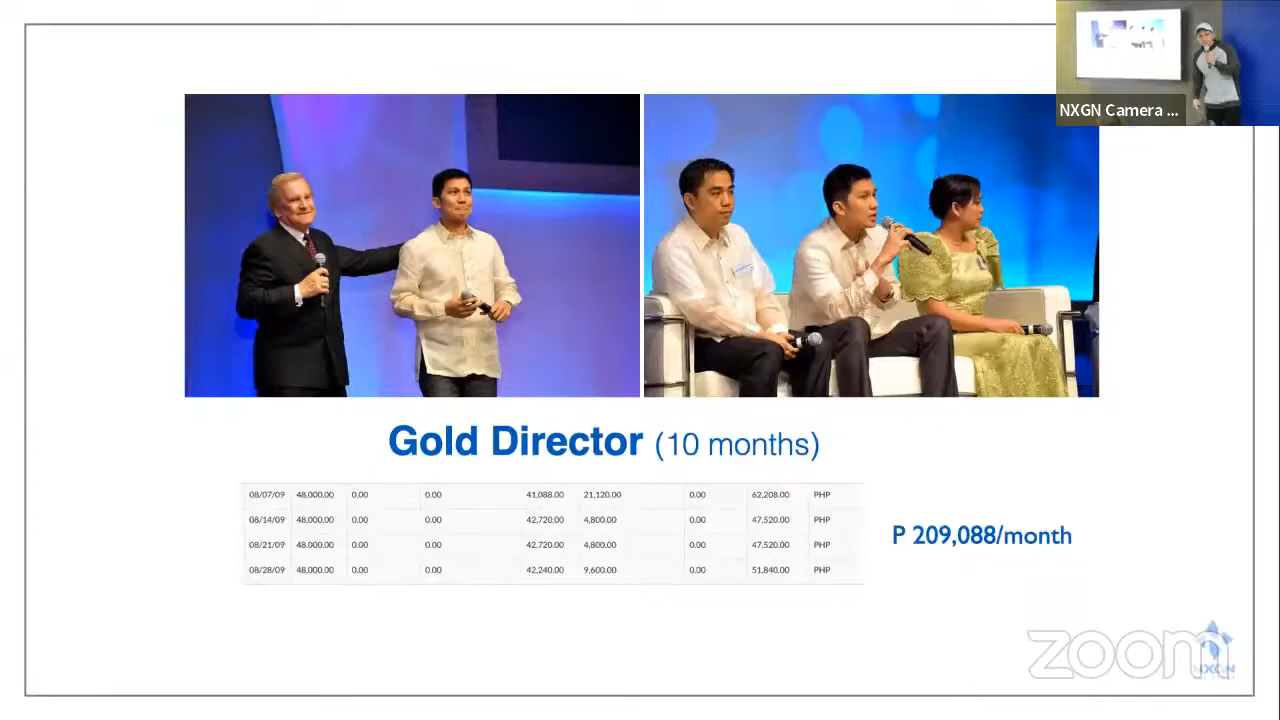 NXGN Camera ...
Gold Director (10 months)
08/07/09 48,000.00 0.00 0.00 41,088.00 21,120.00 0.00 62,208.00 PHP
08/14/09 48,000.00 0.00 0.00 42,720.00 4,800.00 0.00 47,520.00 PHP
08/21/09 48,000.00 0.00 0.00 42,720.00 4,800.00 0.00 47,520.00 PHP
08/28/09 48,000.00 0.00 0.00 42,240.00 9,600.00 0.00 51,840.00 PHP
P 209,088/month
zoom
NXGN